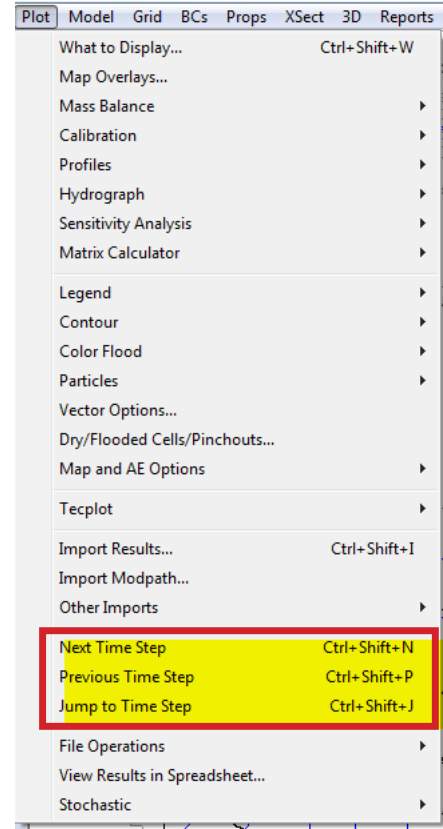 Plot Model Grid BCs Props XSect 3D Reports
What to Display... Ctrl+Shift+W
Map Overlays...
Mass Balance
Calibration
Profiles
Hydrograph
Sensitivity Analysis
Matrix Calculator
Legend
Contour
Color Flood
Particles
Vector Options...
Dry/Flooded Cells/Pinchouts...
Map and AE Options
Tecplot
Import Results... Ctrl+Shift+I
Import Modpath...
Other Imports
Next Time Step Ctrl+Shift+N
Previous Time Step Ctrl+Shift+P
Jump to Time Step Ctrl+Shift+J
File Operations
View Results in Spreadsheet...
Stochastic